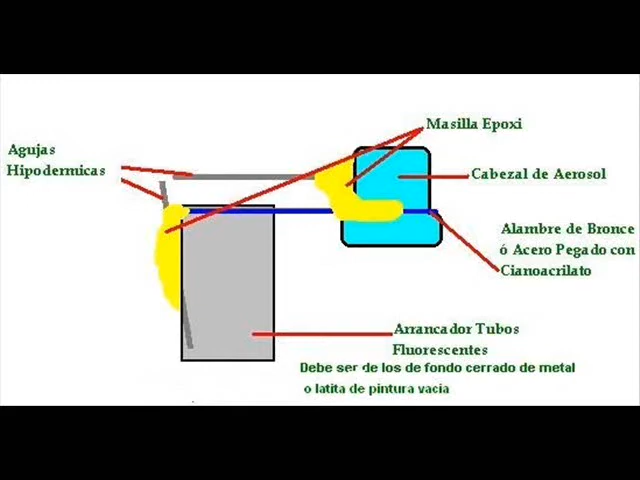 Masilla Epoxi
Agujas
Hipodermicas
Cabezal de Aerosol
Alambre de Bronce
ó Acero Pegado con
Cianoacrilato
Arrancador Tubos
Fluorescentes
Debe ser de los de fondo cerrado de metal
o latita de pintura vacia